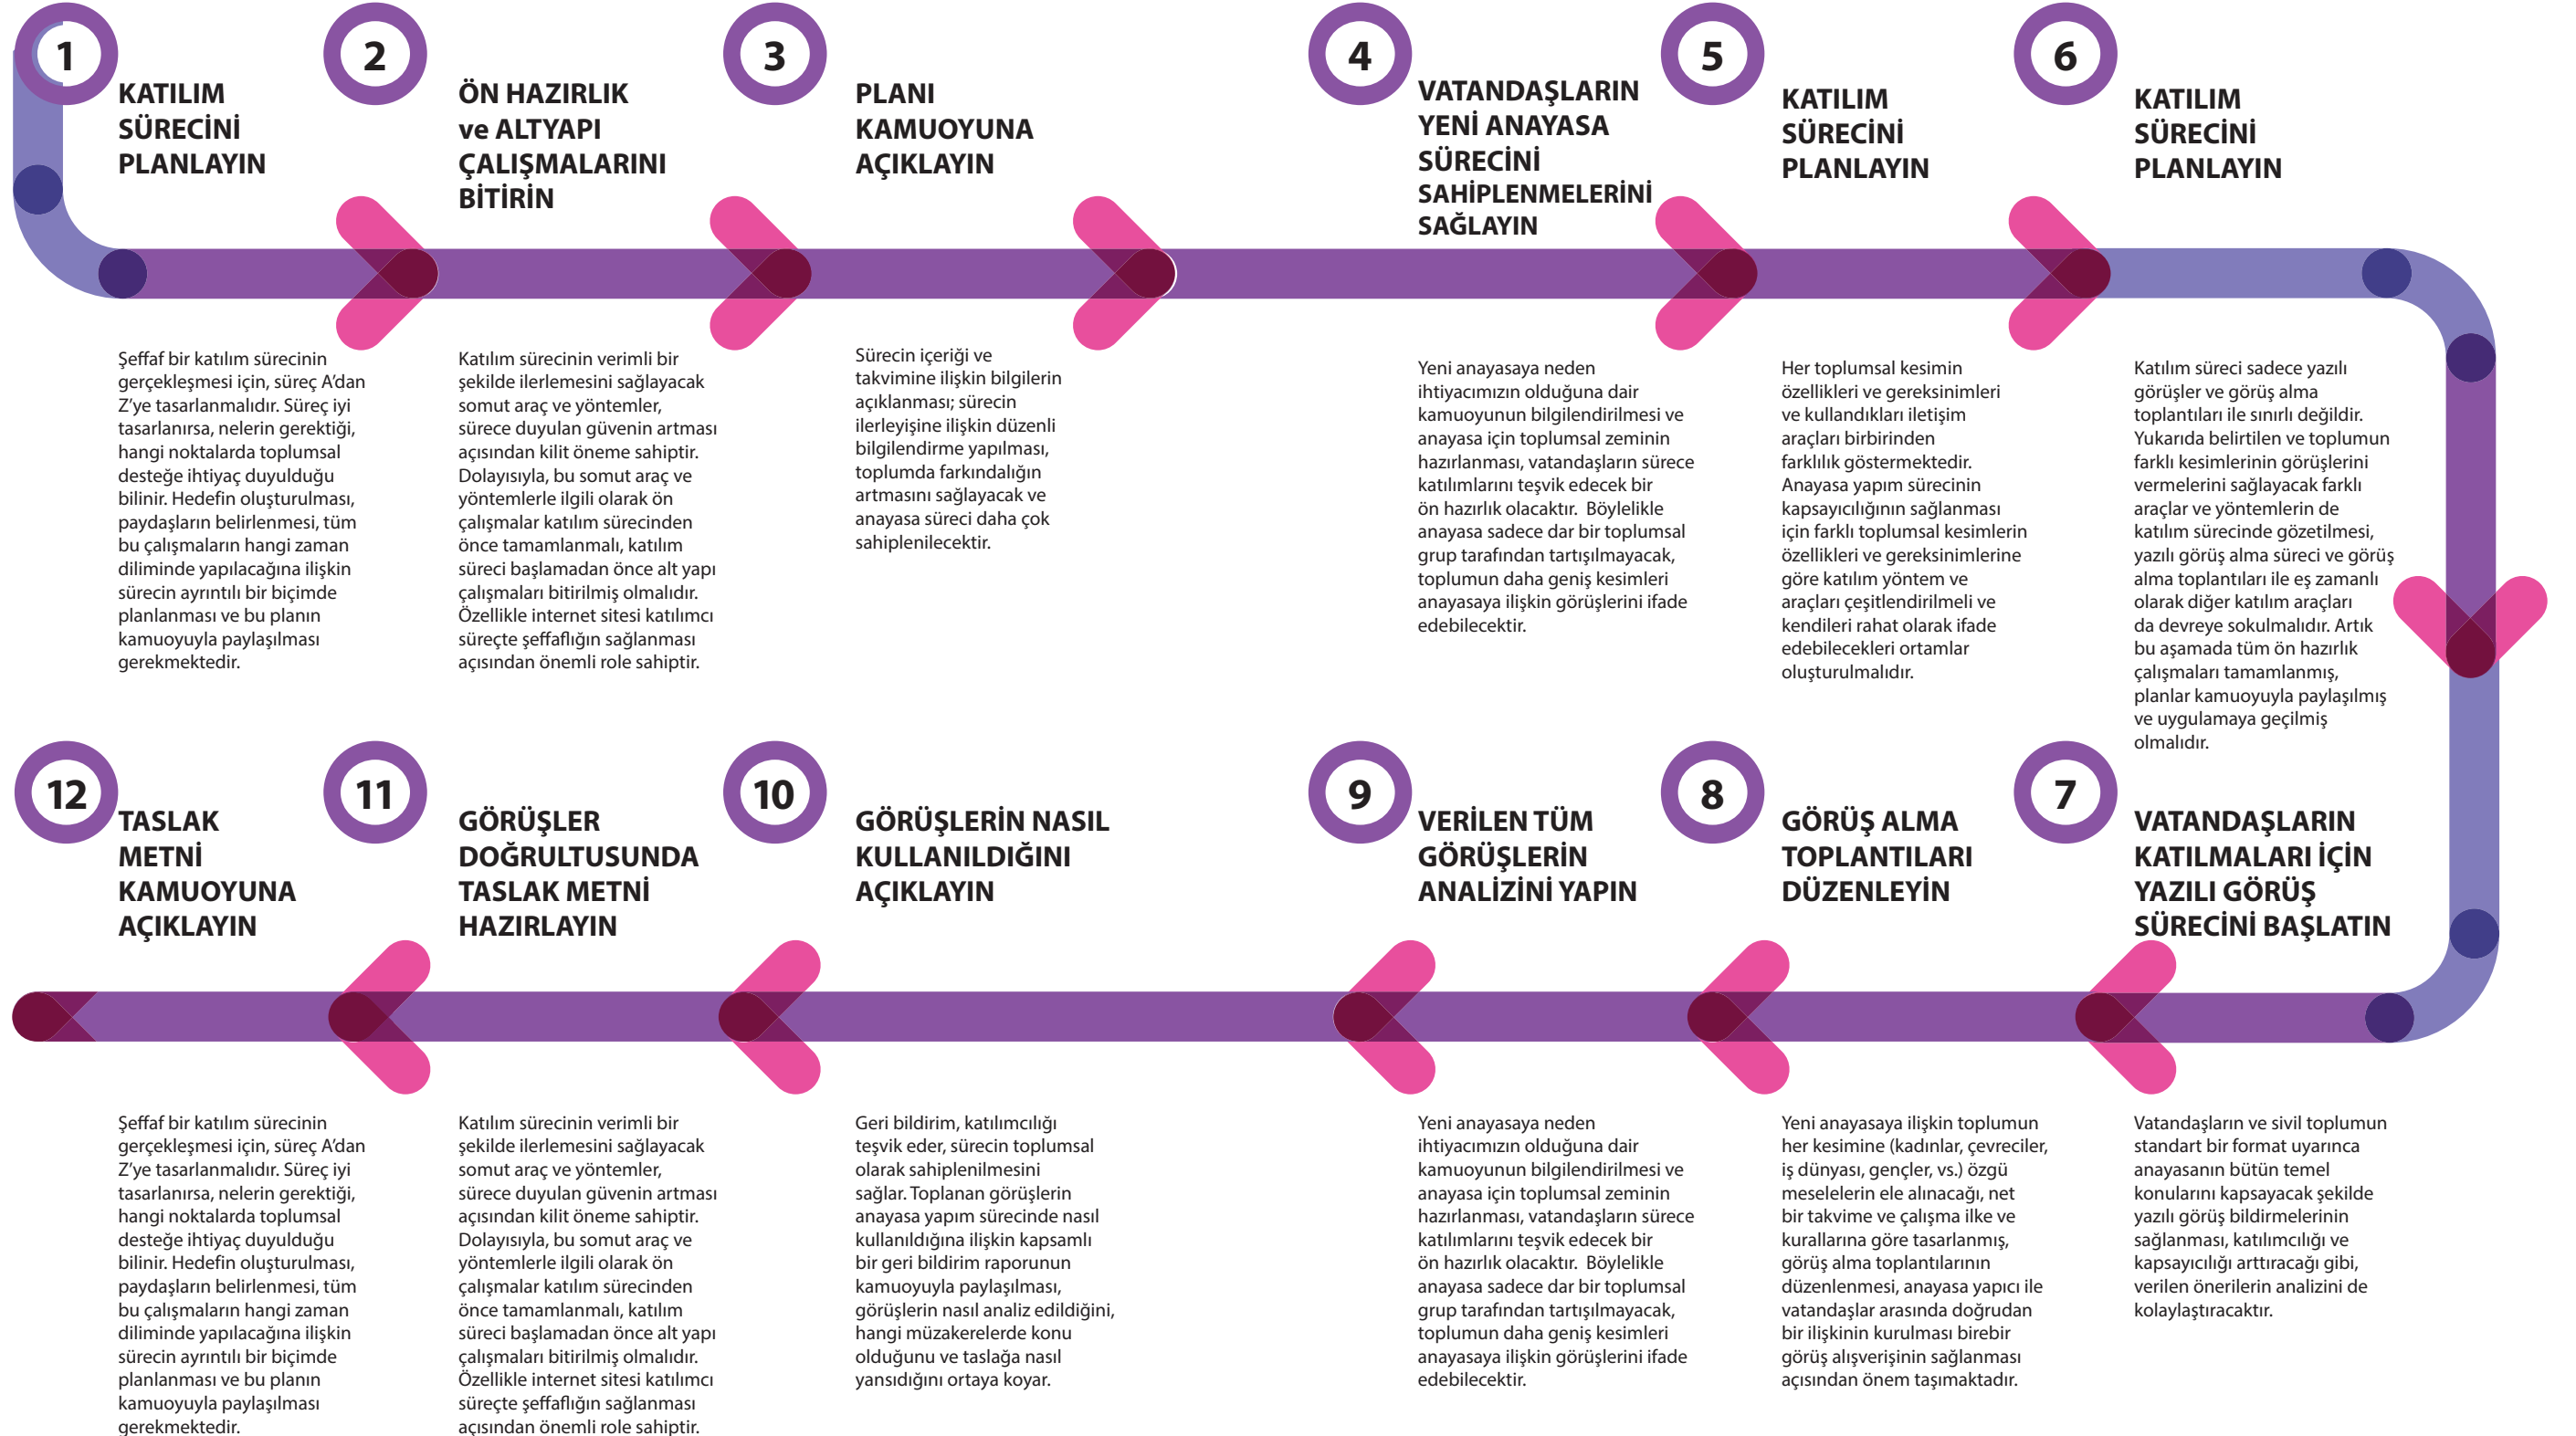 1
KATILIM
SÜRECİNİ
PLANLAYIN
Şeffaf bir katılım sürecinin
gerçekleşmesi için, süreç A’dan
Z’ye tasarlanmalıdır. Süreç iyi
tasarlanırsa, nelerin gerektiği,
hangi noktalarda toplumsal
desteğe ihtiyaç duyulduğu
bilinir. Hedefin oluşturulması,
paydaşların belirlenmesi, tüm
bu çalışmaların hangi zaman
diliminde yapılacağına ilişkin
sürecin ayrıntılı bir biçimde
planlanması ve bu planın
kamuoyuyla paylaşılması
gerekmektedir.
2
ÖN HAZIRLIK
ve ALTYAPI
ÇALIŞMALARINI
BİTİRİN
Katılım sürecinin verimli bir
şekilde ilerlemesini sağlayacak
somut araç ve yöntemler,
sürece duyulan güvenin artması
açısından kilit öneme sahiptir.
Dolayısıyla, bu somut araç ve
yöntemlerle ilgili olarak ön
çalışmalar katılım sürecinden
önce tamamlanmalı, katılım
süreci başlamadan önce alt yapı
çalışmaları bitirilmiş olmalıdır.
Özellikle internet sitesi katılımcı
süreçte şeffaflığın sağlanması
açısından önemli role sahiptir.
3
PLANI
KAMUOYUNA
AÇIKLAYIN
Sürecin içeriği ve
takvimine ilişkin bilgilerin
açıklanması; sürecin
ilerleyişine ilişkin düzenli
bilgilendirme yapılması,
toplumda farkındalığın
artmasını sağlayacak ve
anayasa süreci daha çok
sahiplenilecektir.
4
VATANDAŞLARIN
YENİ ANAYASA
SÜRECİNİ
SAHİPLENMELERİNİ
SAĞLAYIN
Yeni anayasaya neden
ihtiyacımızın olduğuna dair
kamuoyunun bilgilendirilmesi ve
anayasa için toplumsal zeminin
hazırlanması, vatandaşların sürece
katılımlarını teşvik edecek bir
ön hazırlık olacaktır.  Böylelikle
anayasa sadece dar bir toplumsal
grup tarafından tartışılmayacak,
toplumun daha geniş kesimleri
anayasaya ilişkin görüşlerini ifade
edebilecektir.
5
KATILIM
SÜRECİNİ
PLANLAYIN
Her toplumsal kesimin
özellikleri ve gereksinimleri
ve kullandıkları iletişim
araçları birbirinden
farklılık göstermektedir.
Anayasa yapım sürecinin
kapsayıcılığının sağlanması
için farklı toplumsal kesimlerin
özellikleri ve gereksinimlerine
göre katılım yöntem ve
araçları çeşitlendirilmeli ve
kendileri rahat olarak ifade
edebilecekleri ortamlar
oluşturulmalıdır.
6
KATILIM
SÜRECİNİ
PLANLAYIN
Katılım süreci sadece yazılı
görüşler ve görüş alma
toplantıları ile sınırlı değildir.
Yukarıda belirtilen ve toplumun
farklı kesimlerinin görüşlerini
vermelerini sağlayacak farklı
araçlar ve yöntemlerin de
katılım sürecinde gözetilmesi,
yazılı görüş alma süreci ve görüş
alma toplantıları ile eş zamanlı
olarak diğer katılım araçları
da devreye sokulmalıdır. Artık
bu aşamada tüm ön hazırlık
çalışmaları tamamlanmış,
planlar kamuoyuyla paylaşılmış
ve uygulamaya geçilmiş
olmalıdır.
7
VATANDAŞLARIN
KATILMALARI İÇİN
YAZILI GÖRÜŞ
SÜRECİNİ BAŞLATIN
Vatandaşların ve sivil toplumun
standart bir format uyarınca
anayasanın bütün temel
konularını kapsayacak şekilde
yazılı görüş bildirmelerinin
sağlanması, katılımcılığı ve
kapsayıcılığı arttıracağı gibi,
verilen önerilerin analizini de
kolaylaştıracaktır.
8
GÖRÜŞ ALMA
TOPLANTILARI
DÜZENLEYİN
Yeni anayasaya ilişkin toplumun
her kesimine (kadınlar, çevreciler,
iş dünyası, gençler, vs.) özgü
meselelerin ele alınacağı, net
bir takvime ve çalışma ilke ve
kurallarına göre tasarlanmış,
görüş alma toplantılarının
düzenlenmesi, anayasa yapıcı ile
vatandaşlar arasında doğrudan
bir ilişkinin kurulması birebir
görüş alışverişinin sağlanması
açısından önem taşımaktadır.
9
VERİLEN TÜM
GÖRÜŞLERİN
ANALİZİNİ YAPIN
Yeni anayasaya neden
ihtiyacımızın olduğuna dair
kamuoyunun bilgilendirilmesi ve
anayasa için toplumsal zeminin
hazırlanması, vatandaşların sürece
katılımlarını teşvik edecek bir
ön hazırlık olacaktır.  Böylelikle
anayasa sadece dar bir toplumsal
grup tarafından tartışılmayacak,
toplumun daha geniş kesimleri
anayasaya ilişkin görüşlerini ifade
edebilecektir.
10
GÖRÜŞLERİN NASIL
KULLANILDIĞINI
AÇIKLAYIN
Geri bildirim, katılımcılığı
teşvik eder, sürecin toplumsal
olarak sahiplenilmesini
sağlar. Toplanan görüşlerin
anayasa yapım sürecinde nasıl
kullanıldığına ilişkin kapsamlı
bir geri bildirim raporunun
kamuoyuyla paylaşılması,
görüşlerin nasıl analiz edildiğini,
hangi müzakerelerde konu
olduğunu ve taslağa nasıl
yansıdığını ortaya koyar.
11
GÖRÜŞLER
DOĞRULTUSUNDA
TASLAK METNİ
HAZIRLAYIN
Katılım sürecinin verimli bir
şekilde ilerlemesini sağlayacak
somut araç ve yöntemler,
sürece duyulan güvenin artması
açısından kilit öneme sahiptir.
Dolayısıyla, bu somut araç ve
yöntemlerle ilgili olarak ön
çalışmalar katılım sürecinden
önce tamamlanmalı, katılım
süreci başlamadan önce alt yapı
çalışmaları bitirilmiş olmalıdır.
Özellikle internet sitesi katılımcı
süreçte şeffaflığın sağlanması
açısından önemli role sahiptir.
12
TASLAK
METNİ
KAMUOYUNA
AÇIKLAYIN
Şeffaf bir katılım sürecinin
gerçekleşmesi için, süreç A’dan
Z’ye tasarlanmalıdır. Süreç iyi
tasarlanırsa, nelerin gerektiği,
hangi noktalarda toplumsal
desteğe ihtiyaç duyulduğu
bilinir. Hedefin oluşturulması,
paydaşların belirlenmesi, tüm
bu çalışmaların hangi zaman
diliminde yapılacağına ilişkin
sürecin ayrıntılı bir biçimde
planlanması ve bu planın
kamuoyuyla paylaşılması
gerekmektedir.